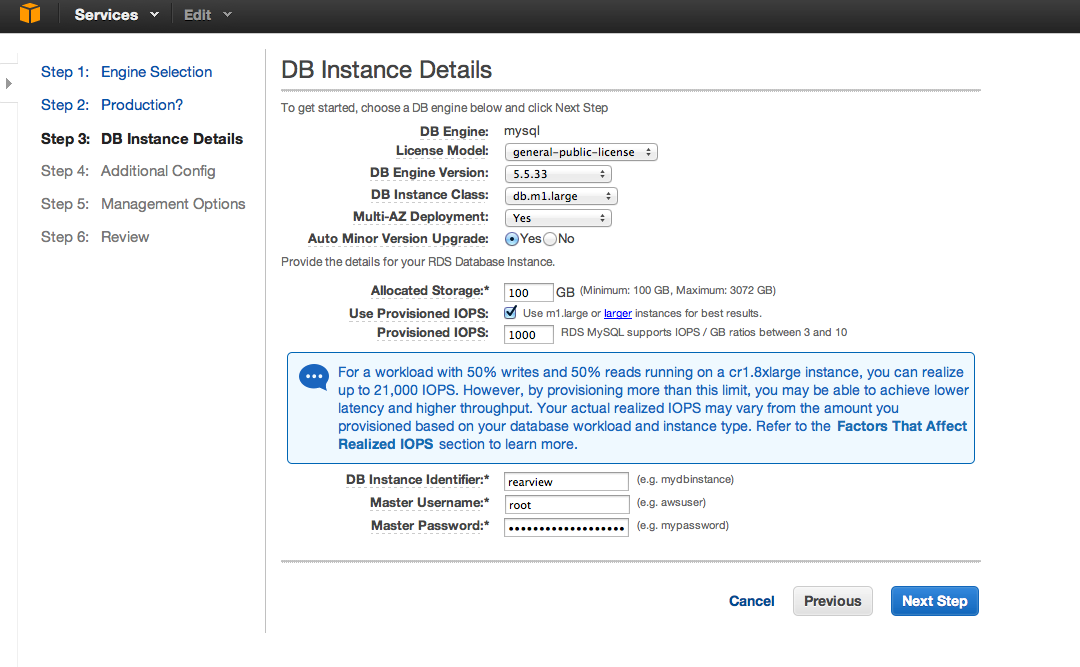 Services Edit
Step 1: Engine Selection
Step 2: Production?
Step 3: DB Instance Details
Step 4: Additional Config
Step 5: Management Options
Step 6: Review
DB Instance Details
To get started, choose a DB engine below and click Next Step
DB Engine: mysql
License Model: general-public-license
DB Engine Version: 5.5.33
DB Instance Class: db.m1.large
Multi-AZ Deployment: Yes
Auto Minor Version Upgrade: Yes No
Provide the details for your RDS Database Instance.
Allocated Storage:* 100 GB (Minimum: 100 GB, Maximum: 3072 GB)
Use Provisioned IOPS: Use m1.large or larger instances for best results.
Provisioned IOPS: 1000 RDS MySQL supports IOPS / GB ratios between 3 and 10
For a workload with 50% writes and 50% reads running on a cr1.8xlarge instance, you can realize
up to 21,000 IOPS. However, by provisioning more than this limit, you may be able to achieve lower
latency and higher throughput. Your actual realized IOPS may vary from the amount you
provisioned based on your database workload and instance type. Refer to the Factors That Affect
Realized IOPS section to learn more.
DB Instance Identifier:* rearview (e.g. mydbinstance)
Master Username:* root (e.g. awsuser)
Master Password:* •••••••••••••••••• (e.g. mypassword)
Cancel Previous Next Step